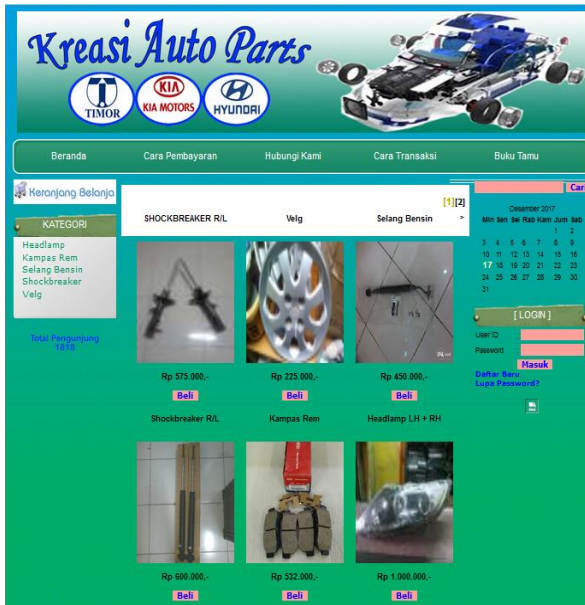 Kreasi Auto Parts
TIMOR
KIA
KIA MOTORS
HYUNDAI
Beranda
Cara Pembayaran
Hubungi Kami
Cara Transaksi
Buku Tamu
Keranjang Belanja
KATEGORI
Headlamp
Kampas Rem
Selang Bensin
Shockbreaker
Velg
Total Pengunjung
1818
[1][2]
>
SHOCKBREAKER R/L
Velg
Selang Bensin
Rp 575.000,-
Rp 225.000,-
Rp 450.000,-
Beli
Beli
Beli
Shockbreaker R/L
Kampas Rem
Headlamp LH + RH
Rp 600.000,-
Rp 532.000,-
Rp 1.000.000,-
Beli
Beli
Beli
Car
Desember 2017
Min Sen Sel Rab Kam Jum Sab
1 2
3 4 5 6 7 8 9
10 11 12 13 14 15 16
17 18 19 20 21 22 23
24 25 26 27 28 29 30
31
[ LOGIN ]
User ID
Password
Masuk
Daftar Baru
Lupa Password?